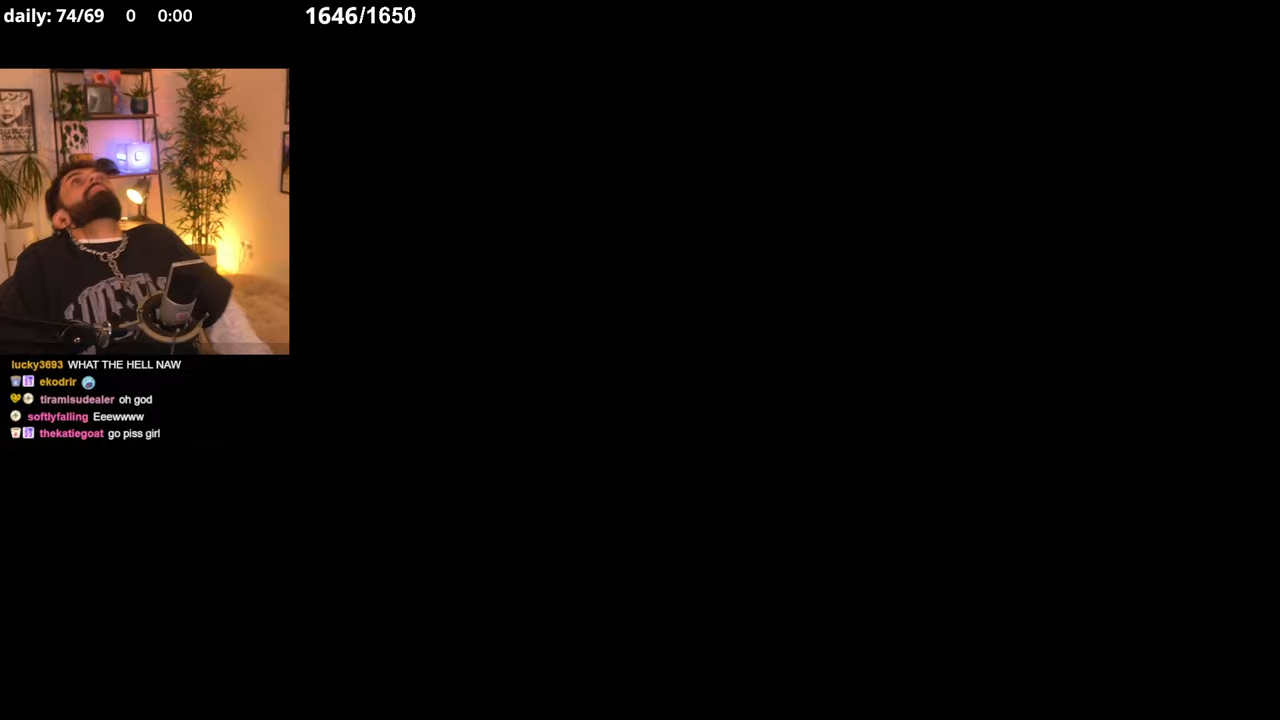 daily: 74/69 0 0:00 1646/1650
lucky3693 WHAT THE HELL NAW
ekodrlr
tiramisudealer oh god
softlyfalling Eeewwww
thekatiegoat go piss girl